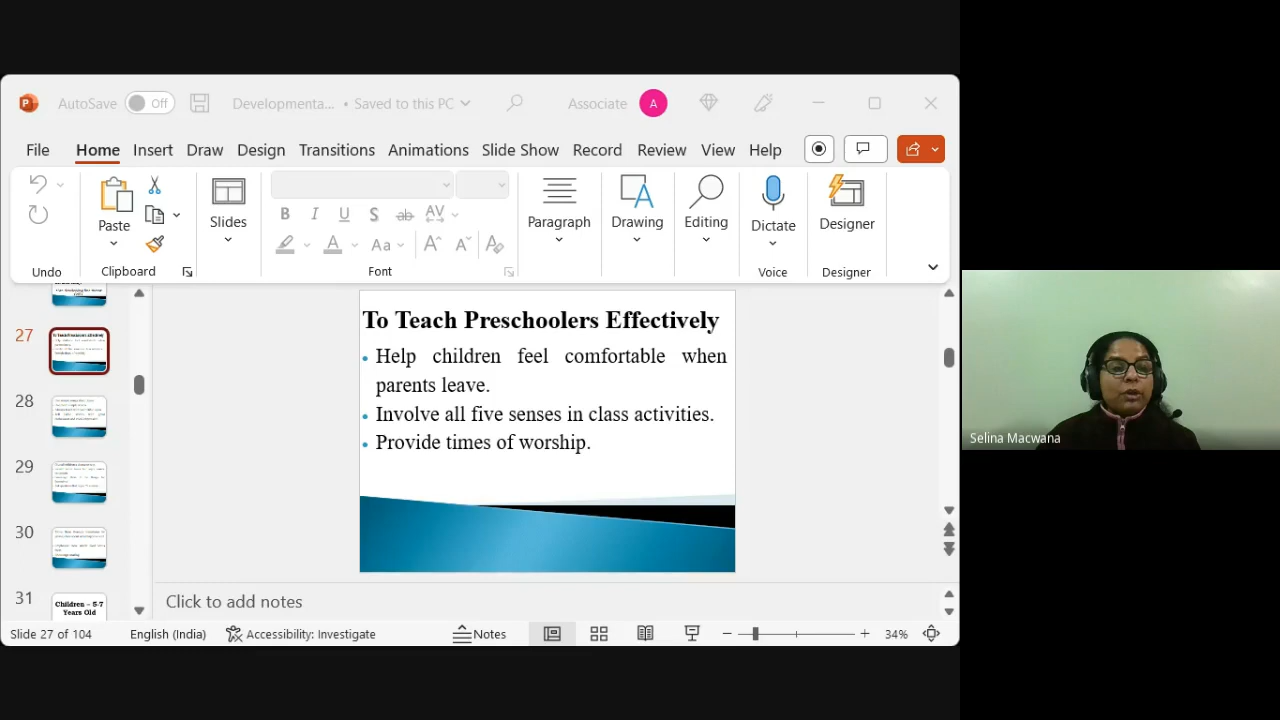 AutoSave Off Developmenta... • Saved to this PC Associate A
File Home Insert Draw Design Transitions Animations Slide Show Record Review View Help
Paste Slides Paragraph Drawing Editing Dictate Designer
B I U S ab AV
A Aa A A A
Undo Clipboard Font Voice Designer
27
28
29
30
31
Children – 5-7
Years Old
To Teach Preschoolers Effectively
• Help children feel comfortable when
parents leave.
• Involve all five senses in class activities.
• Provide times of worship.
Click to add notes
Slide 27 of 104 English (India) Accessibility: Investigate Notes 34%
Selina Macwana